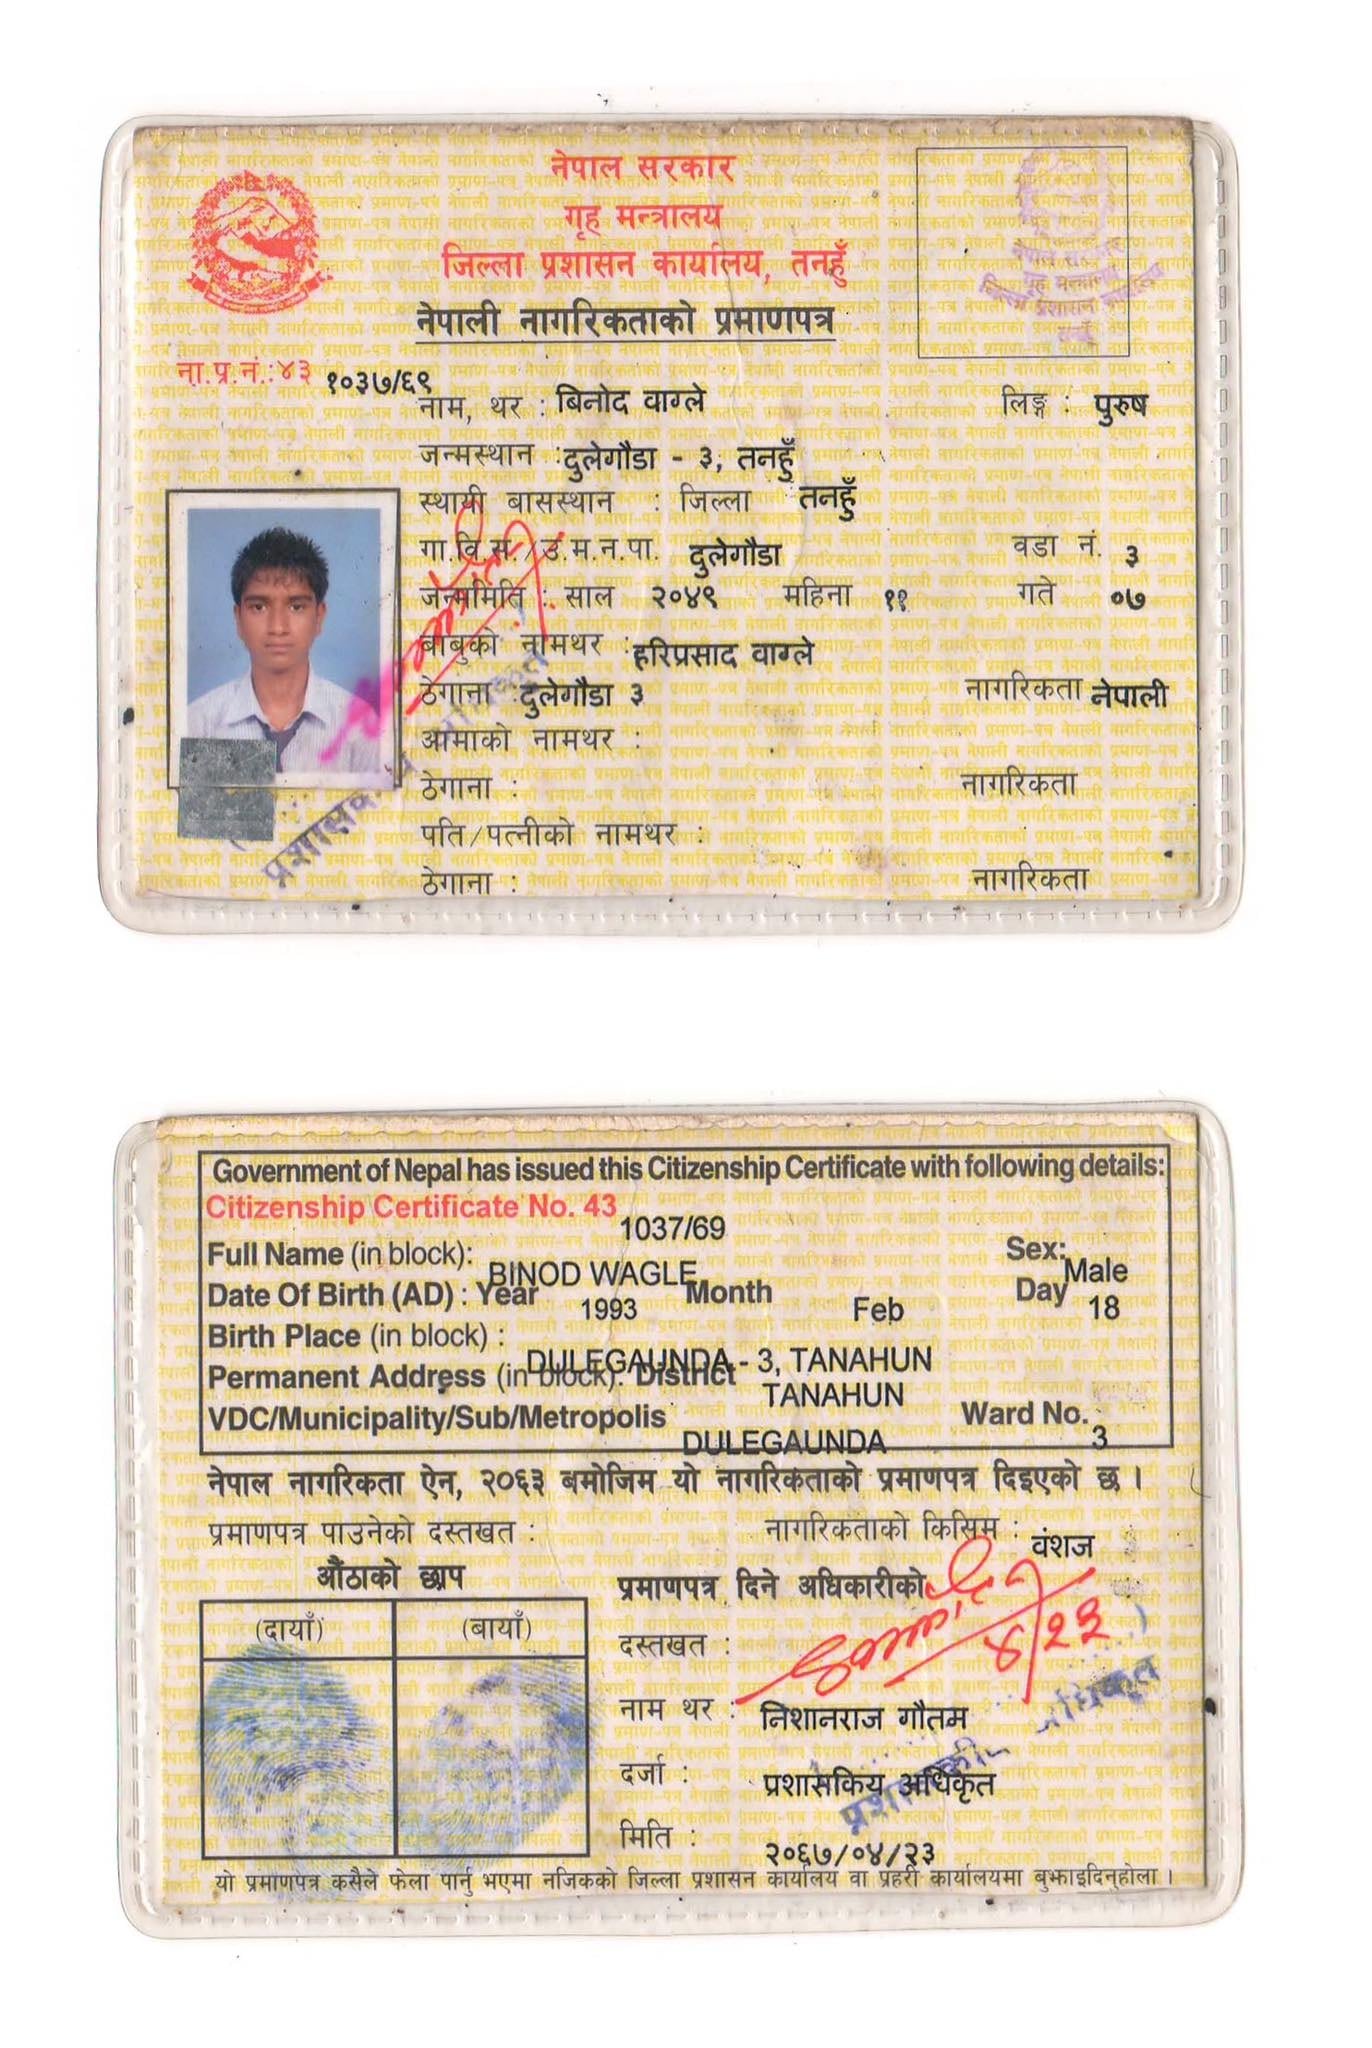 नेपाल सरकार
गृह मन्त्रालय
जिल्ला प्रशासन कार्यालय, तनहुँ
नेपाली नागरिकताको प्रमाणपत्र
ना.प्र.नं.:४३ १०३७/६९
नाम, थर : बिनोद वाग्ले लिङ्ग : पुरुष
जन्मस्थान : दुलेगौडा - ३, तनहुँ
स्थायी बासस्थान : जिल्ला तनहुँ
गा.वि.स./उ.म.न.पा. दुलेगौडा वडा नं. ३
जन्ममिति : साल २०४९ महिना ११ गते ०७
बाबुको नामथर : हरिप्रसाद वाग्ले
ठेगाना : दुलेगौडा ३ नागरिकता नेपाली
आमाको नामथर :
ठेगाना : नागरिकता
पति/पत्नीको नामथर :
ठेगाना : नागरिकता
Government of Nepal has issued this Citizenship Certificate with following details:
Citizenship Certificate No. 43 1037/69
Full Name (in block): BINOD WAGLE Sex: Male
Date Of Birth (AD) : Year 1993 Month Feb Day 18
Birth Place (in block) : DULEGAUNDA - 3, TANAHUN
Permanent Address (in block): District TANAHUN
VDC/Municipality/Sub/Metropolis DULEGAUNDA Ward No. 3
नेपाल नागरिकता ऐन, २०६३ बमोजिम यो नागरिकताको प्रमाणपत्र दिइएको छ ।
प्रमाणपत्र पाउनेको दस्तखत : नागरिकताको किसिम : वंशज
औंठाको छाप प्रमाणपत्र दिने अधिकारीको
(दायाँ) (बायाँ)
दस्तखत : ४/२३
नाम थर : निशानराज गौतम
दर्जा : प्रशासकिय अधिकृत
मिति : २०६७/०४/२३
यो प्रमाणपत्र कसैले फेला पार्नु भएमा नजिकको जिल्ला प्रशासन कार्यालय वा प्रहरी कार्यालयमा बुझाइदिनुहोला ।